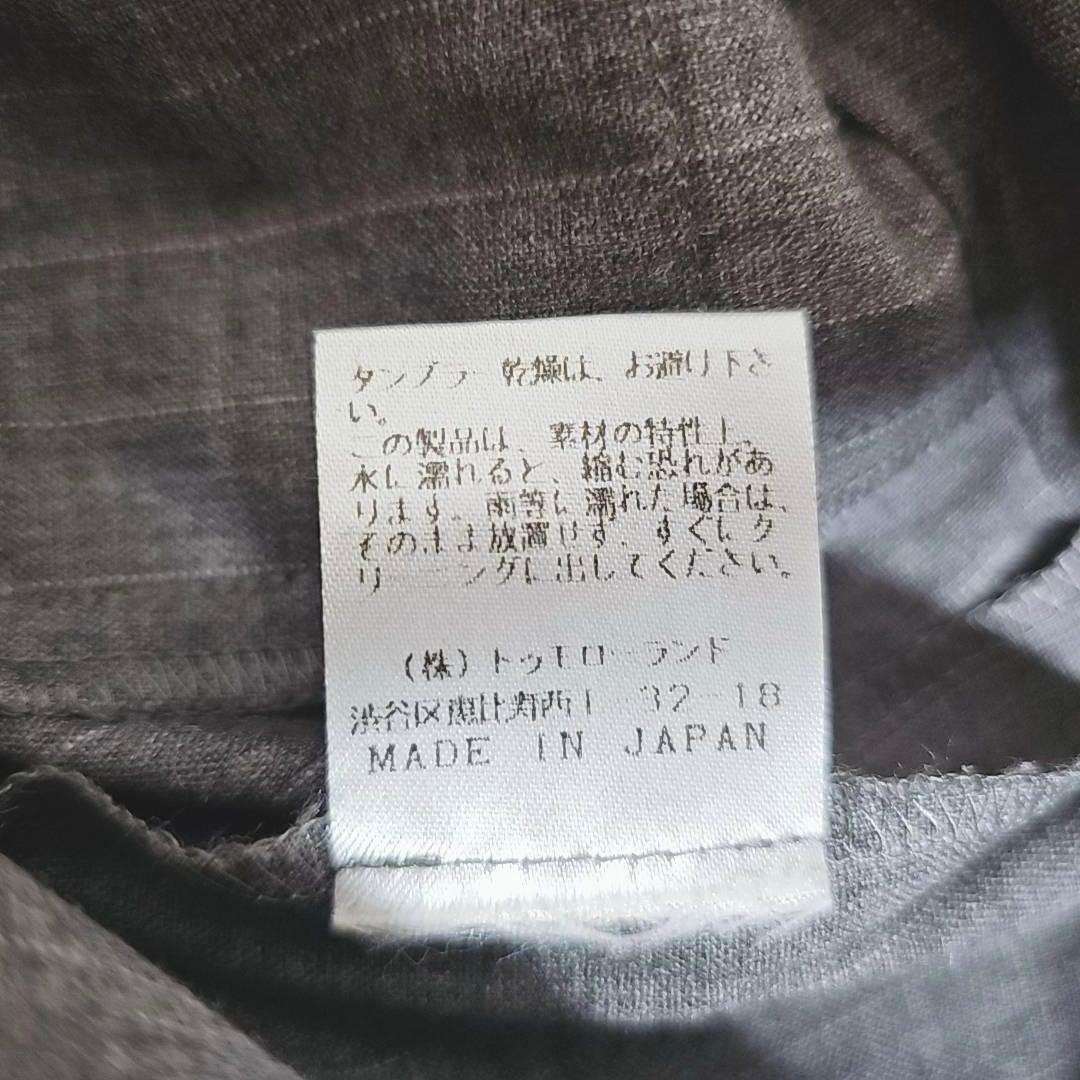 タンブラー乾燥は、お避け下さ
い。
この製品は、素材の特性上、
水に濡れると、縮む恐れがあ
ります。雨等に濡れた場合は、
そのまま放置せず、すぐにク
リーニングに出してください。
(株)トゥモローランド
渋谷区恵比寿西1-32-18
MADE IN JAPAN